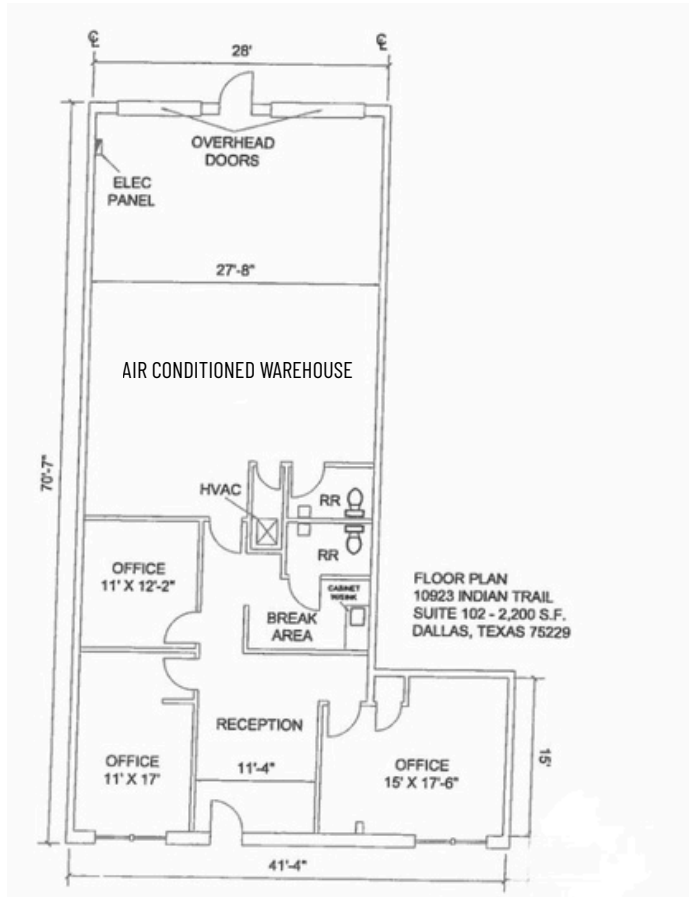 ℄
℄
28'
OVERHEAD
DOORS
ELEC
PANEL
27'-8"
AIR CONDITIONED WAREHOUSE
70'-7"
HVAC
RR
RR
OFFICE
11' X 12'-2"
CABINET
W/SINK
BREAK
AREA
FLOOR PLAN
10923 INDIAN TRAIL
SUITE 102 - 2,200 S.F.
DALLAS, TEXAS 75229
RECEPTION
11'-4"
OFFICE
11' X 17'
OFFICE
15' X 17'-6"
15'
41'-4"